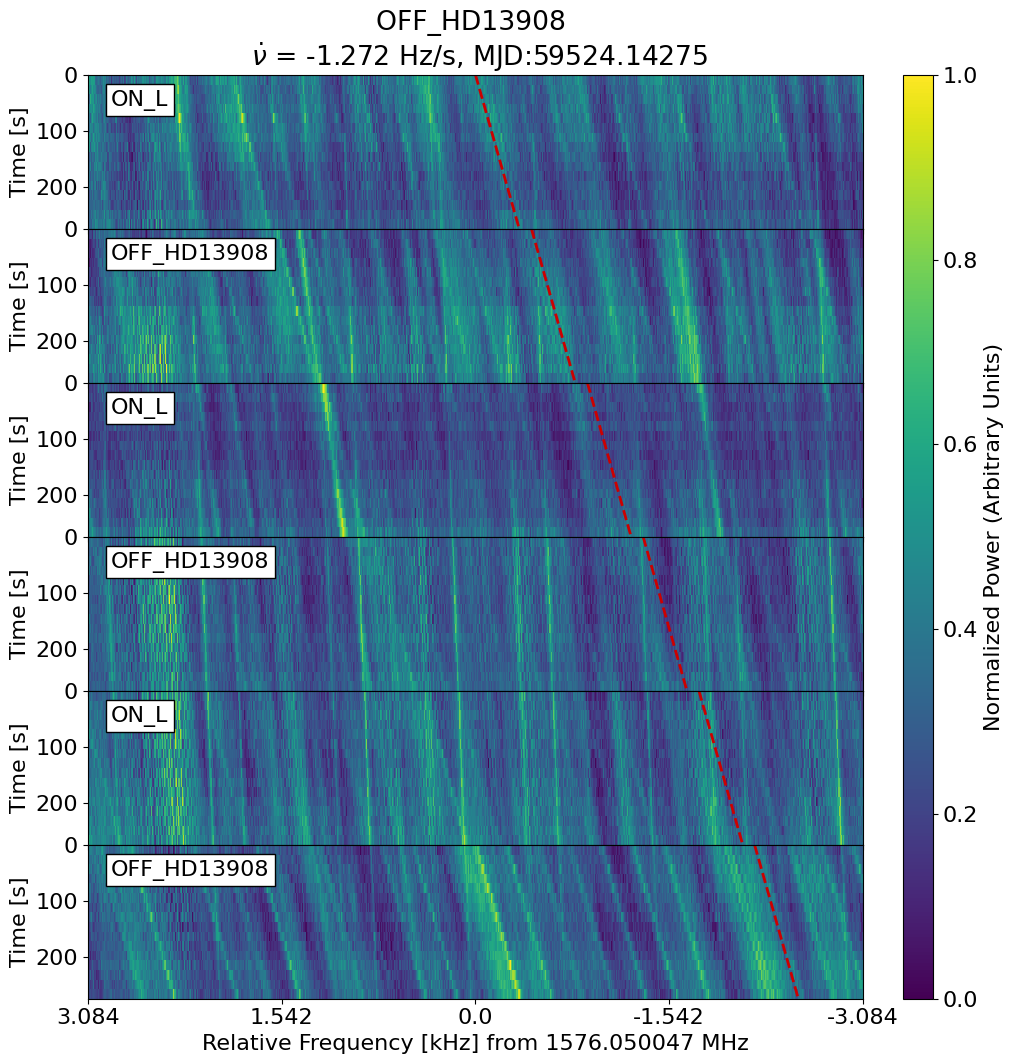 OFF_HD13908
ν̇ = -1.272 Hz/s, MJD:59524.14275
0
ON_L
100
Time [s]
200
0
OFF_HD13908
100
Time [s]
200
0
ON_L
100
Time [s]
200
0
OFF_HD13908
100
Time [s]
200
0
ON_L
100
Time [s]
200
0
OFF_HD13908
100
Time [s]
200
3.084 1.542 0.0 -1.542 -3.084
Relative Frequency [kHz] from 1576.050047 MHz
1.0
0.8
0.6
0.4
0.2
0.0
Normalized Power (Arbitrary Units)